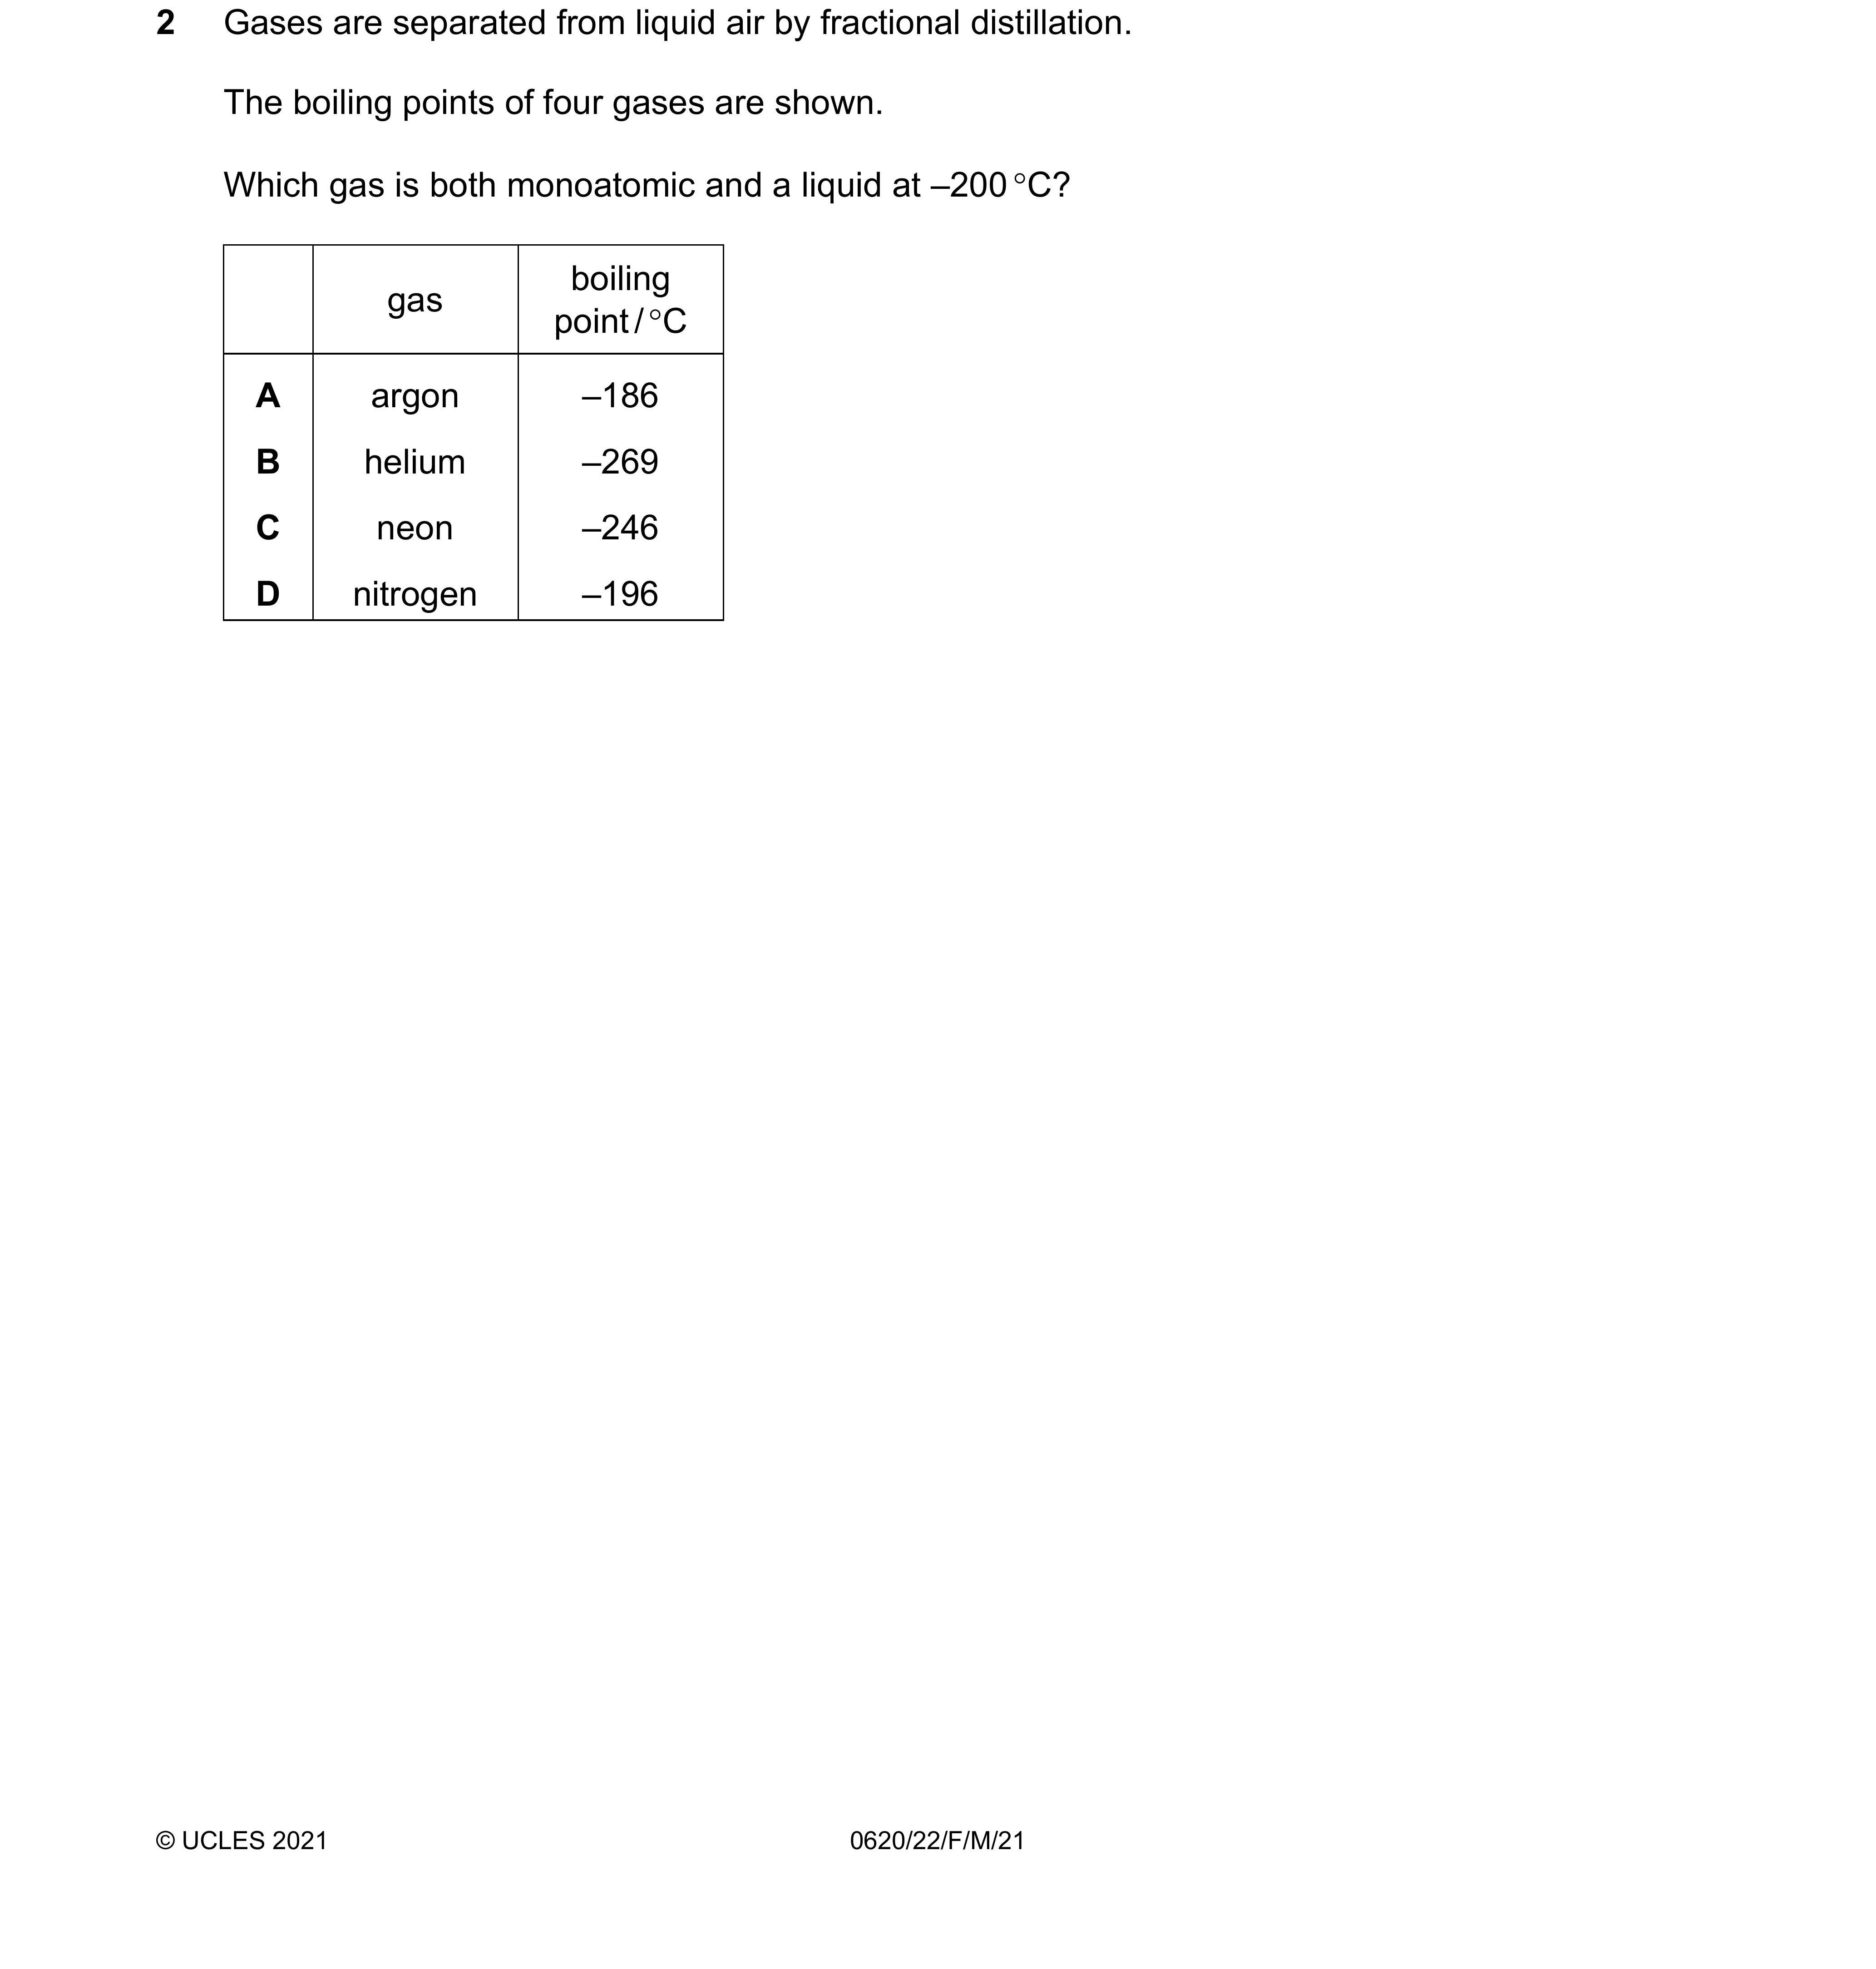 2 Gases are separated from liquid air by fractional distillation.
The boiling points of four gases are shown.
Which gas is both monoatomic and a liquid at –200 °C?
gas
boiling
point / °C
A argon –186
B helium –269
C neon –246
D nitrogen –196
© UCLES 2021 0620/22/F/M/21